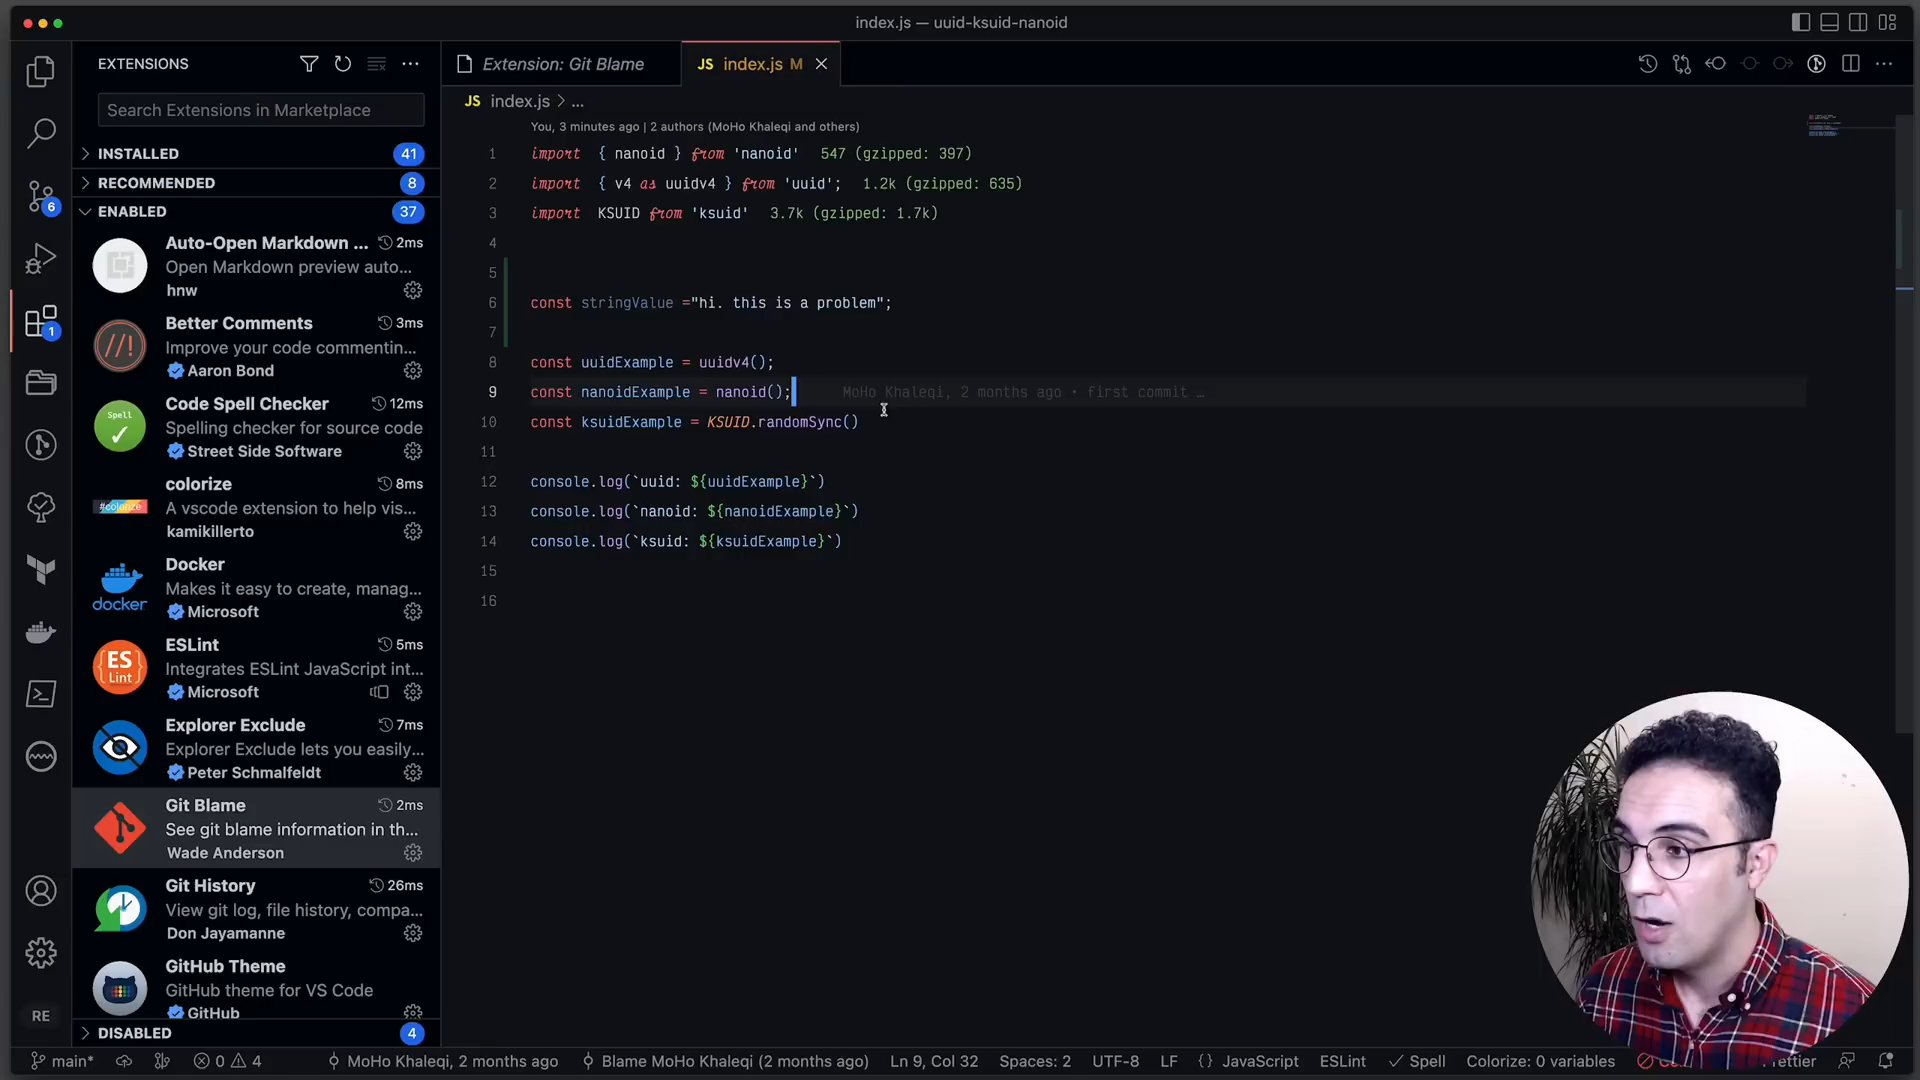 index.js — uuid-ksuid-nanoid
EXTENSIONS
Search Extensions in Marketplace
INSTALLED 41
RECOMMENDED 8
ENABLED 37
Auto-Open Markdown ... 2ms
Open Markdown preview auto...
hnw
//!
Better Comments 3ms
Improve your code commentin...
Aaron Bond
Spell
Code Spell Checker 12ms
Spelling checker for source code
Street Side Software
#colorize
colorize 8ms
A vscode extension to help vis...
kamikillerto
docker
Docker
Makes it easy to create, manag...
Microsoft
{ES}
Lint
ESLint 5ms
Integrates ESLint JavaScript int...
Microsoft
Explorer Exclude 7ms
Explorer Exclude lets you easily...
Peter Schmalfeldt
Git Blame 2ms
See git blame information in th...
Wade Anderson
Git History 26ms
View git log, file history, compa...
Don Jayamanne
GitHub Theme
GitHub theme for VS Code
GitHub
DISABLED 4
6
1
RE
Extension: Git Blame
JS index.js M
JS index.js > ...
You, 3 minutes ago | 2 authors (MoHo Khaleqi and others)
1 import { nanoid } from 'nanoid' 547 (gzipped: 397)
2 import { v4 as uuidv4 } from 'uuid'; 1.2k (gzipped: 635)
3 import KSUID from 'ksuid' 3.7k (gzipped: 1.7k)
4
5
6 const stringValue ="hi. this is a problem";
7
8 const uuidExample = uuidv4();
9 const nanoidExample = nanoid(); MoHo Khaleqi, 2 months ago • first commit …
10 const ksuidExample = KSUID.randomSync()
11
12 console.log(`uuid: ${uuidExample}`)
13 console.log(`nanoid: ${nanoidExample}`)
14 console.log(`ksuid: ${ksuidExample}`)
15
16
main* 0 4 MoHo Khaleqi, 2 months ago Blame MoHo Khaleqi (2 months ago) Ln 9, Col 32 Spaces: 2 UTF-8 LF {} JavaScript ESLint Spell Colorize: 0 variables